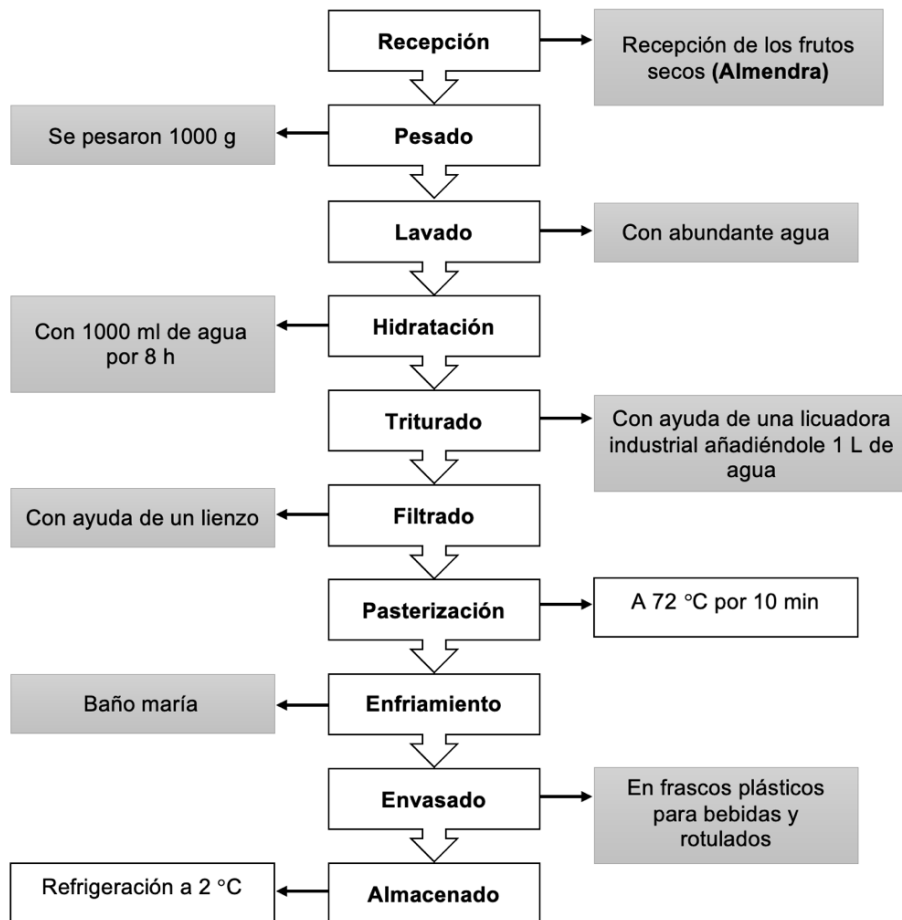 Recepción
Recepción de los frutos
secos (Almendra)
Se pesaron 1000 g
Pesado
Lavado
Con abundante agua
Con 1000 ml de agua
por 8 h
Hidratación
Triturado
Con ayuda de una licuadora
industrial añadiéndole 1 L de
agua
Con ayuda de un lienzo
Filtrado
Pasterización
A 72 °C por 10 min
Baño maría
Enfriamiento
Envasado
En frascos plásticos
para bebidas y
rotulados
Refrigeración a 2 °C
Almacenado